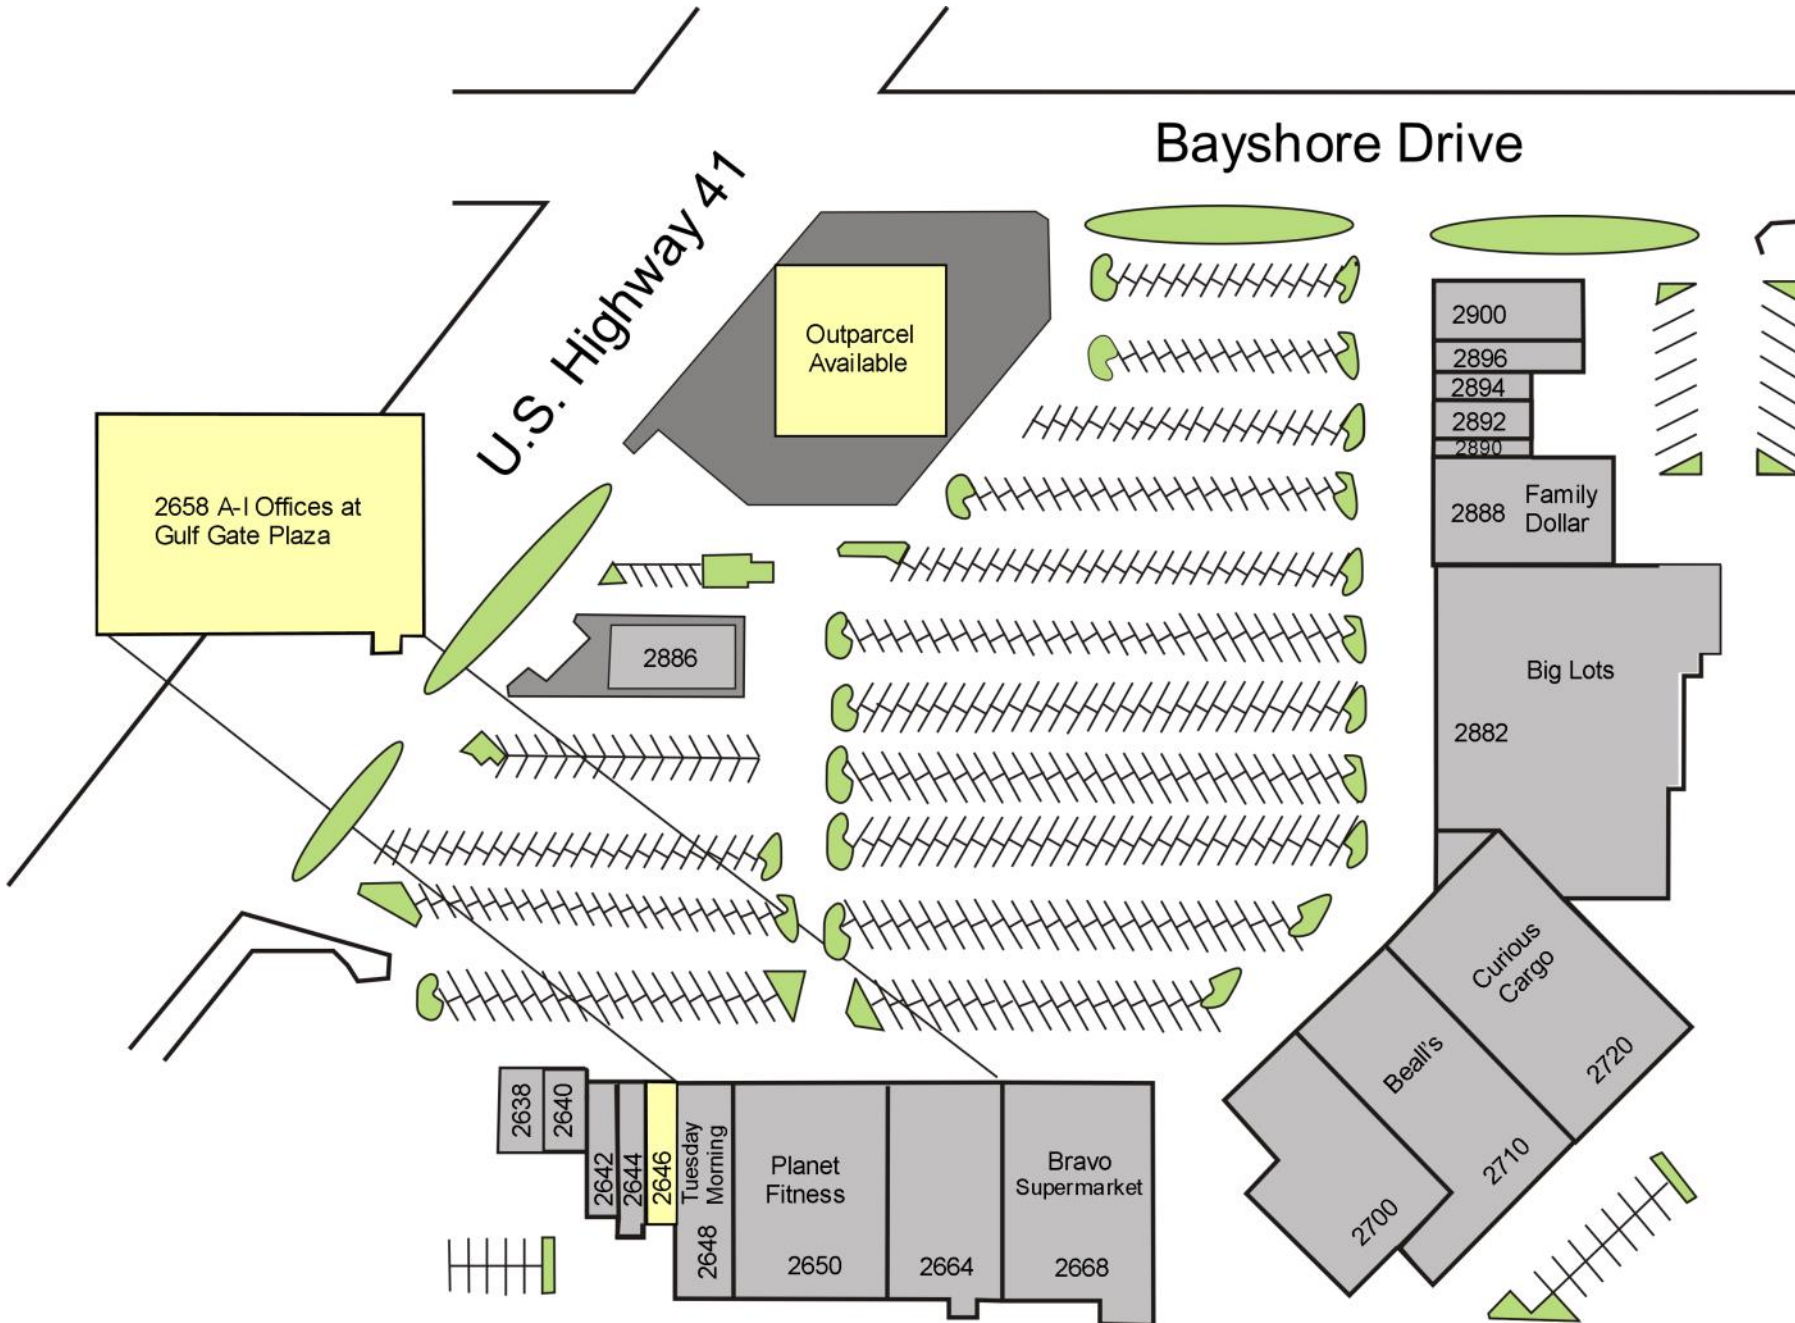 Bayshore Drive
U.S. Highway 41
Outparcel
Available
2900
2896
2894
2892
2890
2888
Family
Dollar
2658 A-I Offices at
Gulf Gate Plaza
2886
Big Lots
2882
Curious
Cargo
2720
Beall's
2710
2700
2638
2640
2642
2644
2646
Tuesday
Morning
2648
Planet
Fitness
2650
2664
Bravo
Supermarket
2668